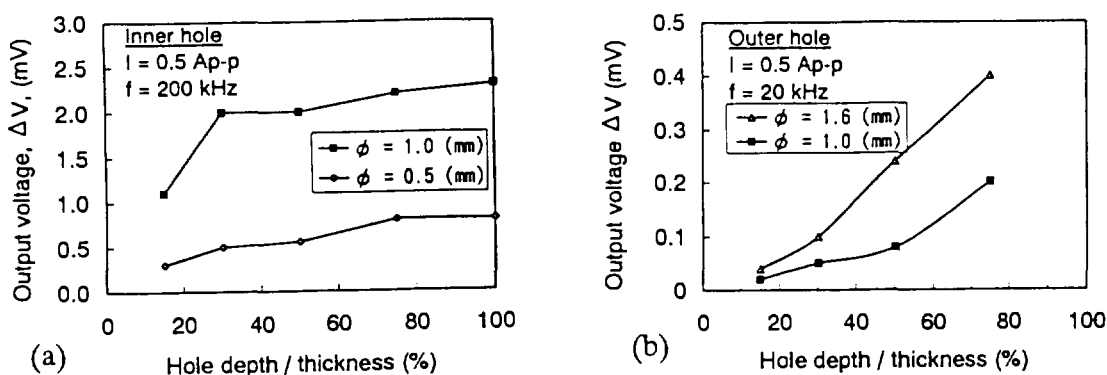 Output voltage, ΔV, (mV)
3.0
2.5
2.0
1.5
1.0
0.5
0.0
Inner hole
I = 0.5 Ap-p
f = 200 kHz
ϕ = 1.0 (mm)
ϕ = 0.5 (mm)
0 20 40 60 80 100
Hole depth / thickness (%)
(a)
Output voltage ΔV (mV)
0.5
0.4
0.3
0.2
0.1
0
Outer hole
I = 0.5 Ap-p
f = 20 kHz
ϕ = 1.6 (mm)
ϕ = 1.0 (mm)
0 20 40 60 80 100
Hole depth / thickness (%)
(b)